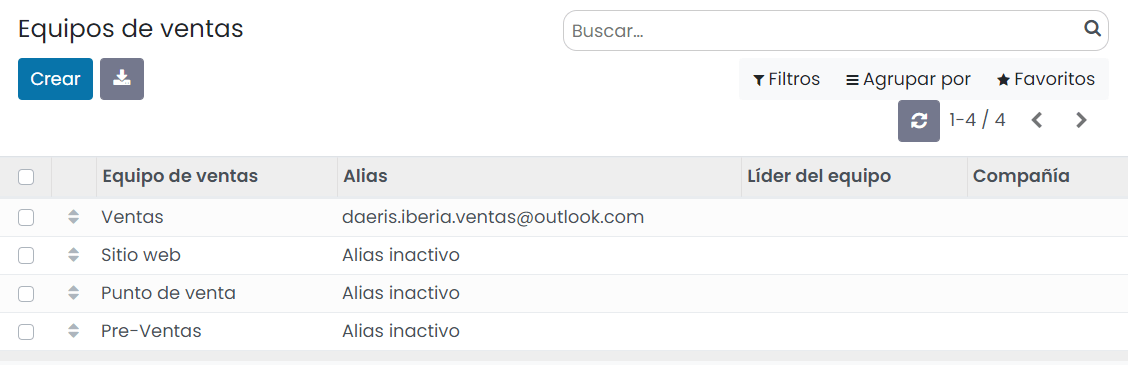 Equipos de ventas
Buscar...
Crear
Filtros Agrupar por Favoritos
1-4 / 4
Equipo de ventas Alias Líder del equipo Compañía
Ventas daeris.iberia.ventas@outlook.com
Sitio web Alias inactivo
Punto de venta Alias inactivo
Pre-Ventas Alias inactivo